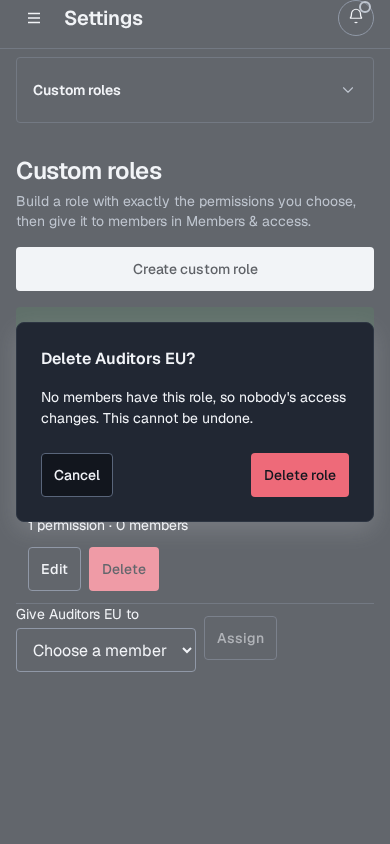 Settings
Custom roles
Custom roles
Build a role with exactly the permissions you choose,
then give it to members in Members & access.
Create custom role
Delete Auditors EU?
No members have this role, so nobody's access
changes. This cannot be undone.
Cancel
Delete role
1 permission · 0 members
Edit
Delete
Give Auditors EU to
Choose a member
Assign